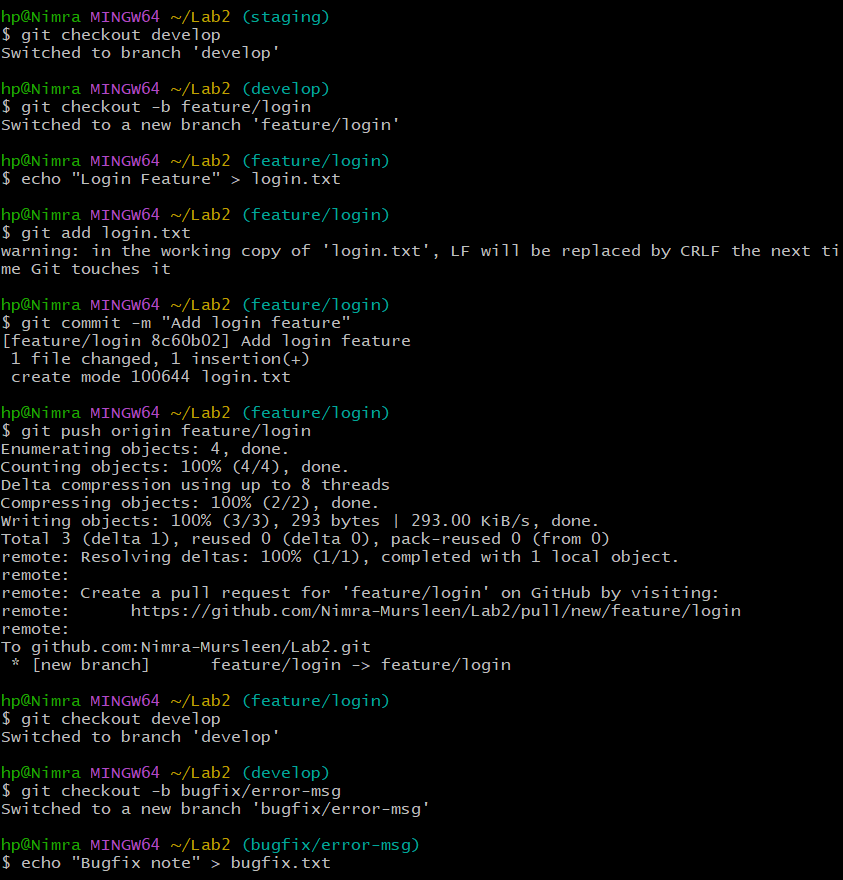 hp@Nimra MINGW64 ~/Lab2 (staging)
$ git checkout develop
Switched to branch 'develop'
hp@Nimra MINGW64 ~/Lab2 (develop)
$ git checkout -b feature/login
Switched to a new branch 'feature/login'
hp@Nimra MINGW64 ~/Lab2 (feature/login)
$ echo "Login Feature" > login.txt
hp@Nimra MINGW64 ~/Lab2 (feature/login)
$ git add login.txt
warning: in the working copy of 'login.txt', LF will be replaced by CRLF the next ti
me Git touches it
hp@Nimra MINGW64 ~/Lab2 (feature/login)
$ git commit -m "Add login feature"
[feature/login 8c60b02] Add login feature
 1 file changed, 1 insertion(+)
 create mode 100644 login.txt
hp@Nimra MINGW64 ~/Lab2 (feature/login)
$ git push origin feature/login
Enumerating objects: 4, done.
Counting objects: 100% (4/4), done.
Delta compression using up to 8 threads
Compressing objects: 100% (2/2), done.
Writing objects: 100% (3/3), 293 bytes | 293.00 KiB/s, done.
Total 3 (delta 1), reused 0 (delta 0), pack-reused 0 (from 0)
remote: Resolving deltas: 100% (1/1), completed with 1 local object.
remote:
remote: Create a pull request for 'feature/login' on GitHub by visiting:
remote:      https://github.com/Nimra-Mursleen/Lab2/pull/new/feature/login
remote:
To github.com:Nimra-Mursleen/Lab2.git
 * [new branch]      feature/login -> feature/login
hp@Nimra MINGW64 ~/Lab2 (feature/login)
$ git checkout develop
Switched to branch 'develop'
hp@Nimra MINGW64 ~/Lab2 (develop)
$ git checkout -b bugfix/error-msg
Switched to a new branch 'bugfix/error-msg'
hp@Nimra MINGW64 ~/Lab2 (bugfix/error-msg)
$ echo "Bugfix note" > bugfix.txt